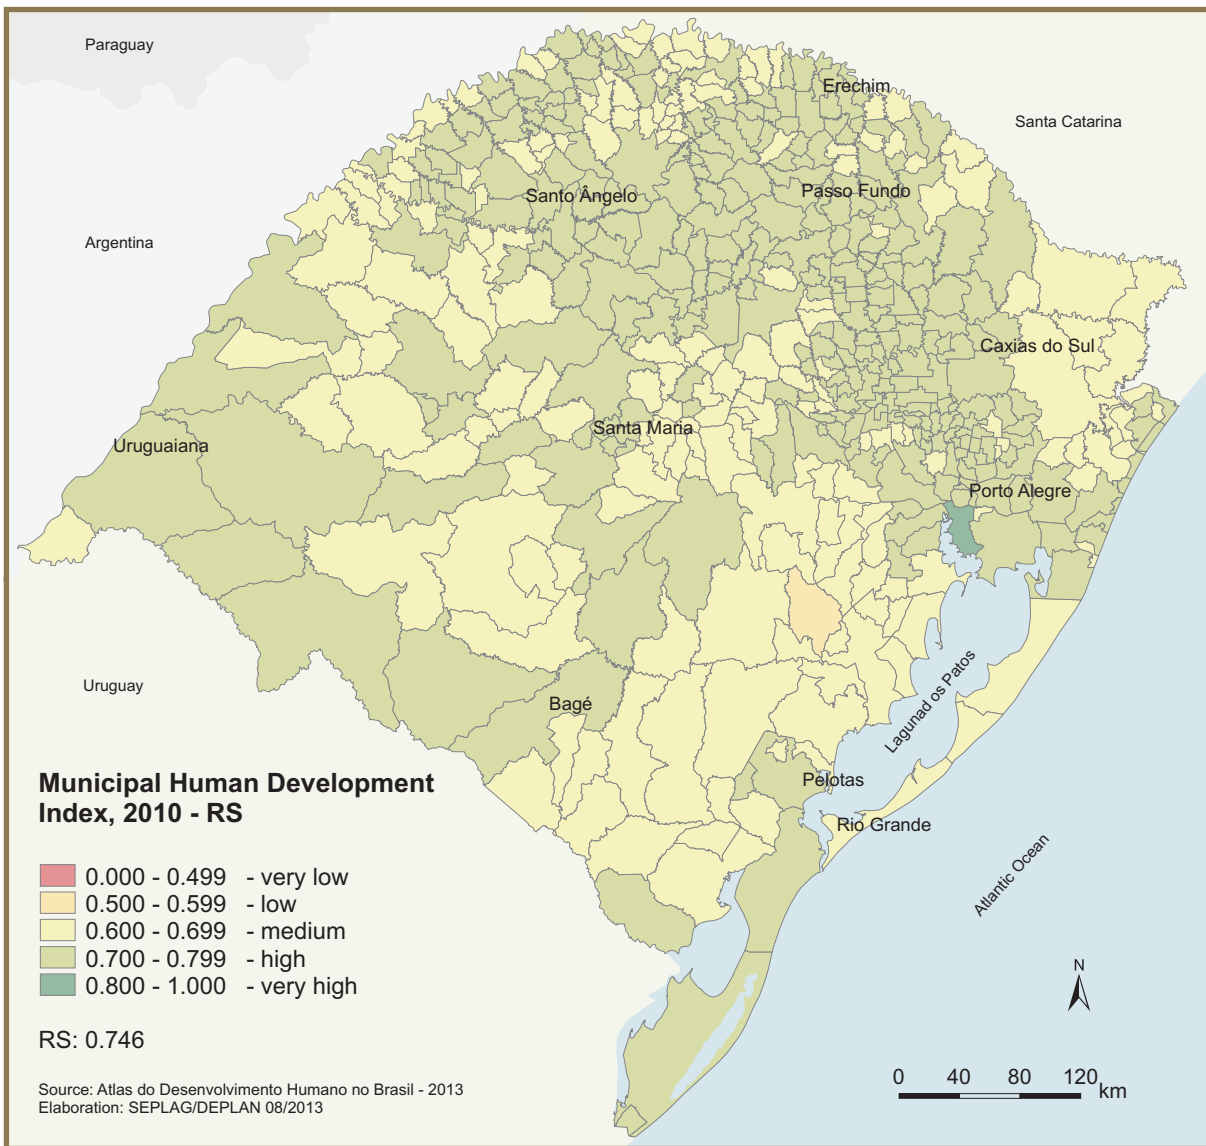 Paraguay
Erechim
Santa Catarina
Santo Ângelo
Passo Fundo
Argentina
Caxias do Sul
Santa Maria
Uruguaiana
Porto Alegre
Uruguay
Lagunad os Patos
Bagé
Pelotas
Rio Grande
Atlantic Ocean
Municipal Human Development
Index, 2010 - RS
0.000 - 0.499 - very low
0.500 - 0.599 - low
0.600 - 0.699 - medium
0.700 - 0.799 - high
0.800 - 1.000 - very high
RS: 0.746
Source: Atlas do Desenvolvimento Humano no Brasil - 2013
Elaboration: SEPLAG/DEPLAN 08/2013
N
0 40 80 120 km